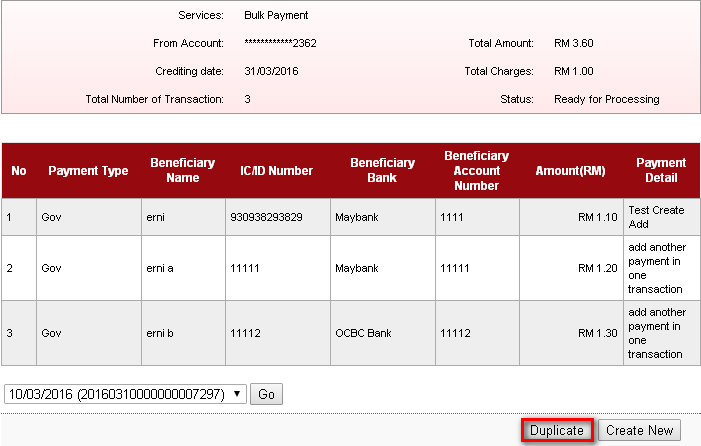 Services: Bulk Payment
From Account: ************2362 Total Amount: RM 3.60
Crediting date: 31/03/2016 Total Charges: RM 1.00
Total Number of Transaction: 3 Status: Ready for Processing
No Payment Type Beneficiary Name IC/ID Number Beneficiary Bank Beneficiary Account Number Amount(RM) Payment Detail
1 Gov erni 930938293829 Maybank 1111 RM 1.10 Test Create Add
2 Gov erni a 11111 Maybank 11111 RM 1.20 add another payment in one transaction
3 Gov erni b 11112 OCBC Bank 11112 RM 1.30 add another payment in one transaction
10/03/2016 (20160310000000007297) Go
Duplicate Create New